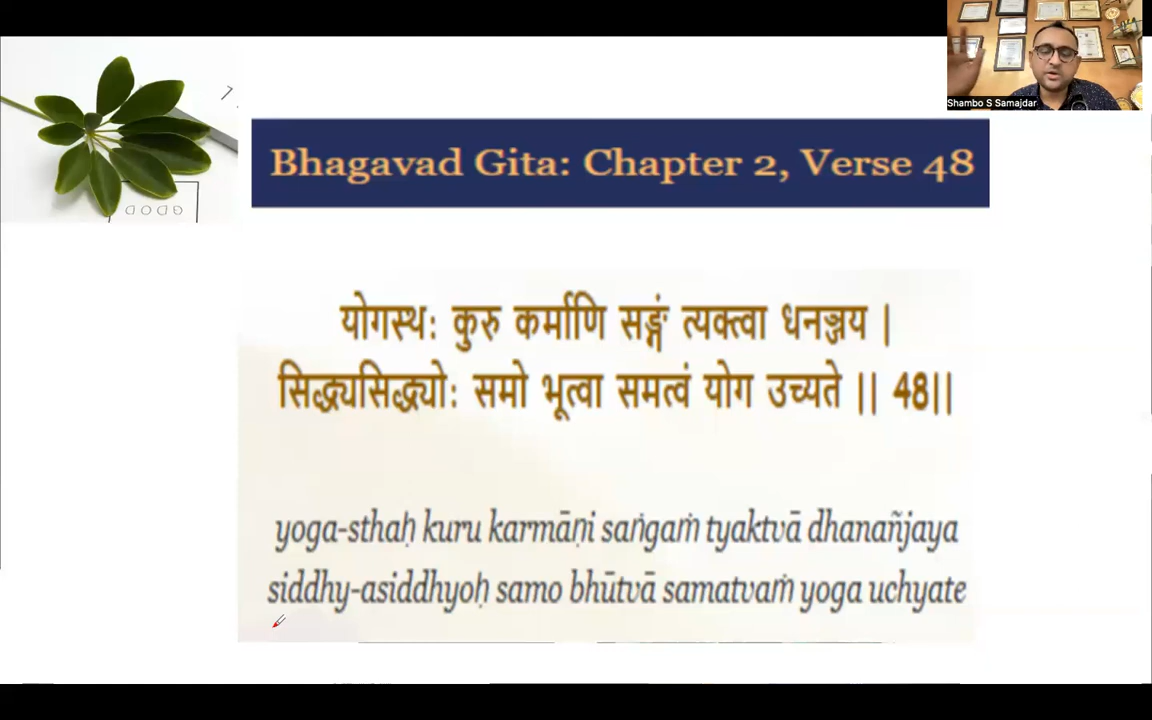 Shambo S Samajdar
Bhagavad Gita: Chapter 2, Verse 48
योगस्थः कुरु कर्माणि सङ्गं त्यक्त्वा धनञ्जय |
सिद्ध्यसिद्ध्योः समो भूत्वा समत्वं योग उच्यते || 48||
yoga-sthaḥ kuru karmāṇi saṅgaṁ tyaktvā dhanañjaya
siddhy-asiddhyoḥ samo bhūtvā samatvaṁ yoga uchyate